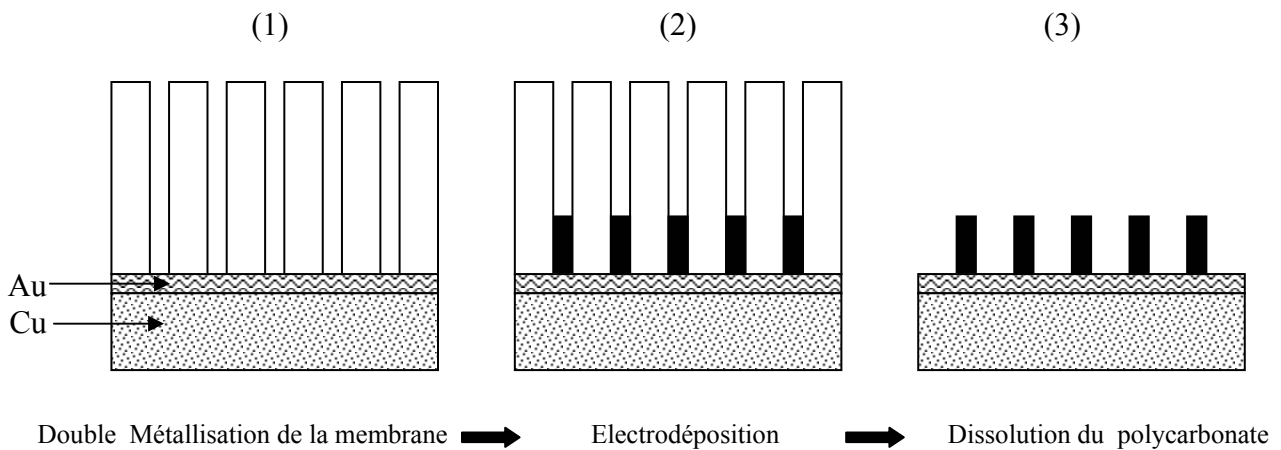 (1) (2) (3)
Au
Cu
Double Métallisation de la membrane Electrodéposition Dissolution du polycarbonate